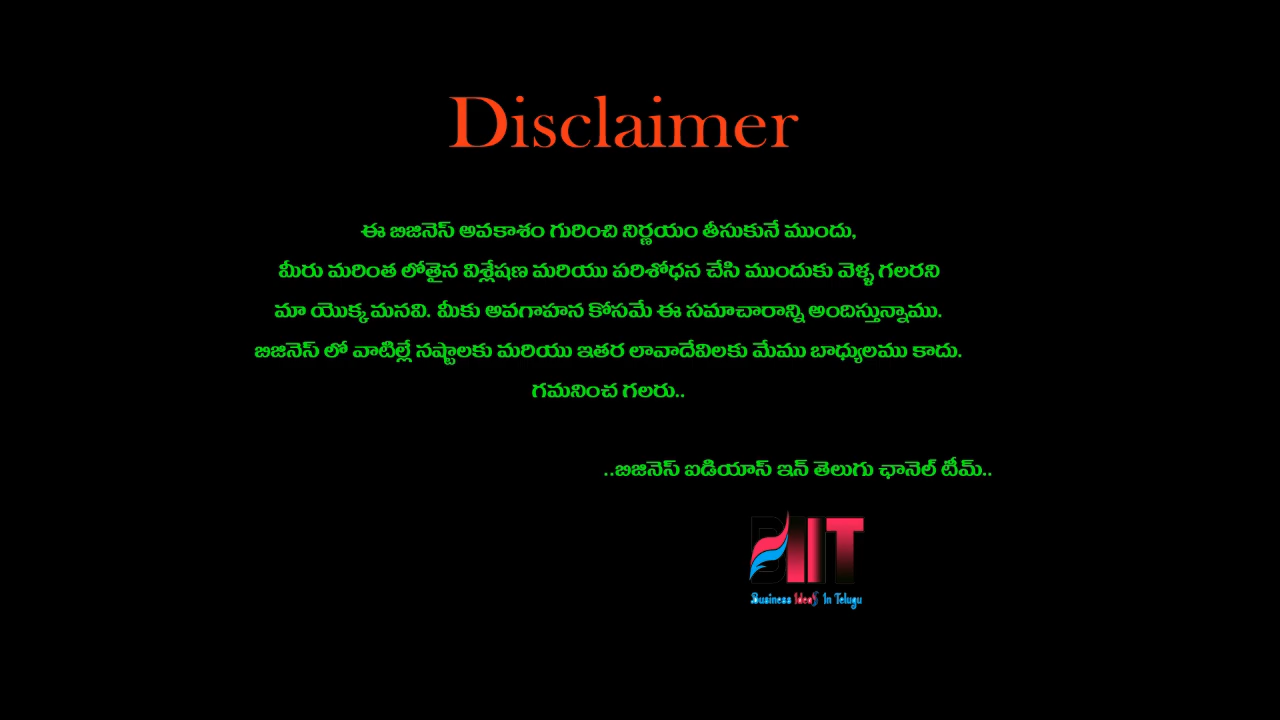 Disclaimer
ఈ బిజినెస్ అవకాశం గురించి నిర్ణయం తీసుకునే ముందు,
మీరు మరింత లోతైన విశ్లేషణ మరియు పరిశోధన చేసి ముందుకు వెళ్ళ గలరని
మా యొక్క మనవి. మీకు అవగాహన కోసమే ఈ సమాచారాన్ని అందిస్తున్నాము.
బిజినెస్ లో వాటిల్లే నష్టాలకు మరియు ఇతర లావాదేవిలకు మేము బాధ్యులము కాదు.
గమనించ గలరు..
..బిజినెస్ ఐడియాస్ ఇన్ తెలుగు ఛానెల్ టీమ్..
BIIT
Business IdeaS In Telugu